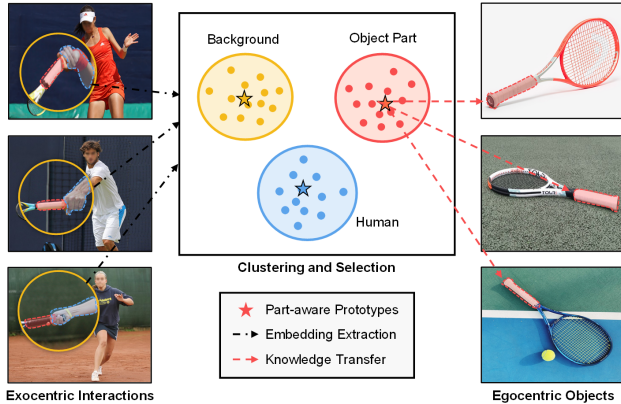 Background
Object Part
Human
Clustering and Selection
Part-aware Prototypes
Embedding Extraction
Knowledge Transfer
Exocentric Interactions
Egocentric Objects